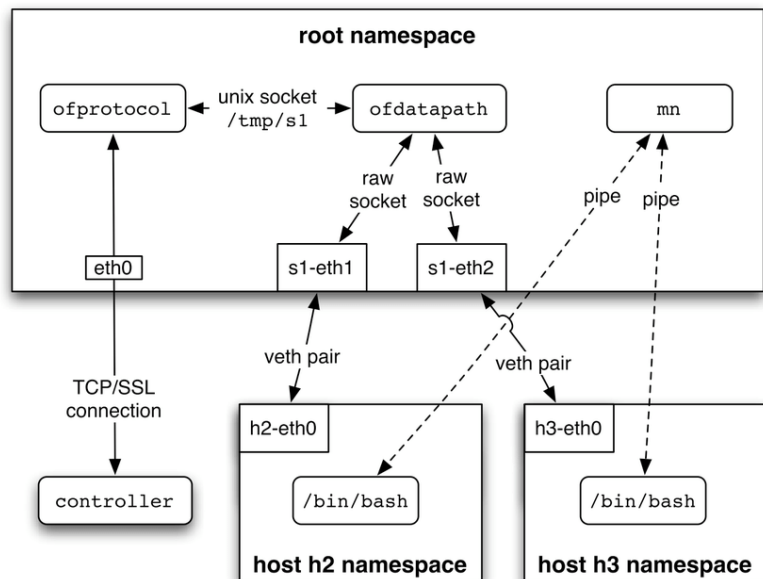 root namespace
ofprotocol
unix socket
/tmp/s1
ofdatapath
mn
raw
socket
raw
socket
pipe
pipe
eth0
s1-eth1
s1-eth2
veth pair
veth pair
TCP/SSL
connection
h2-eth0
h3-eth0
controller
/bin/bash
/bin/bash
host h2 namespace
host h3 namespace